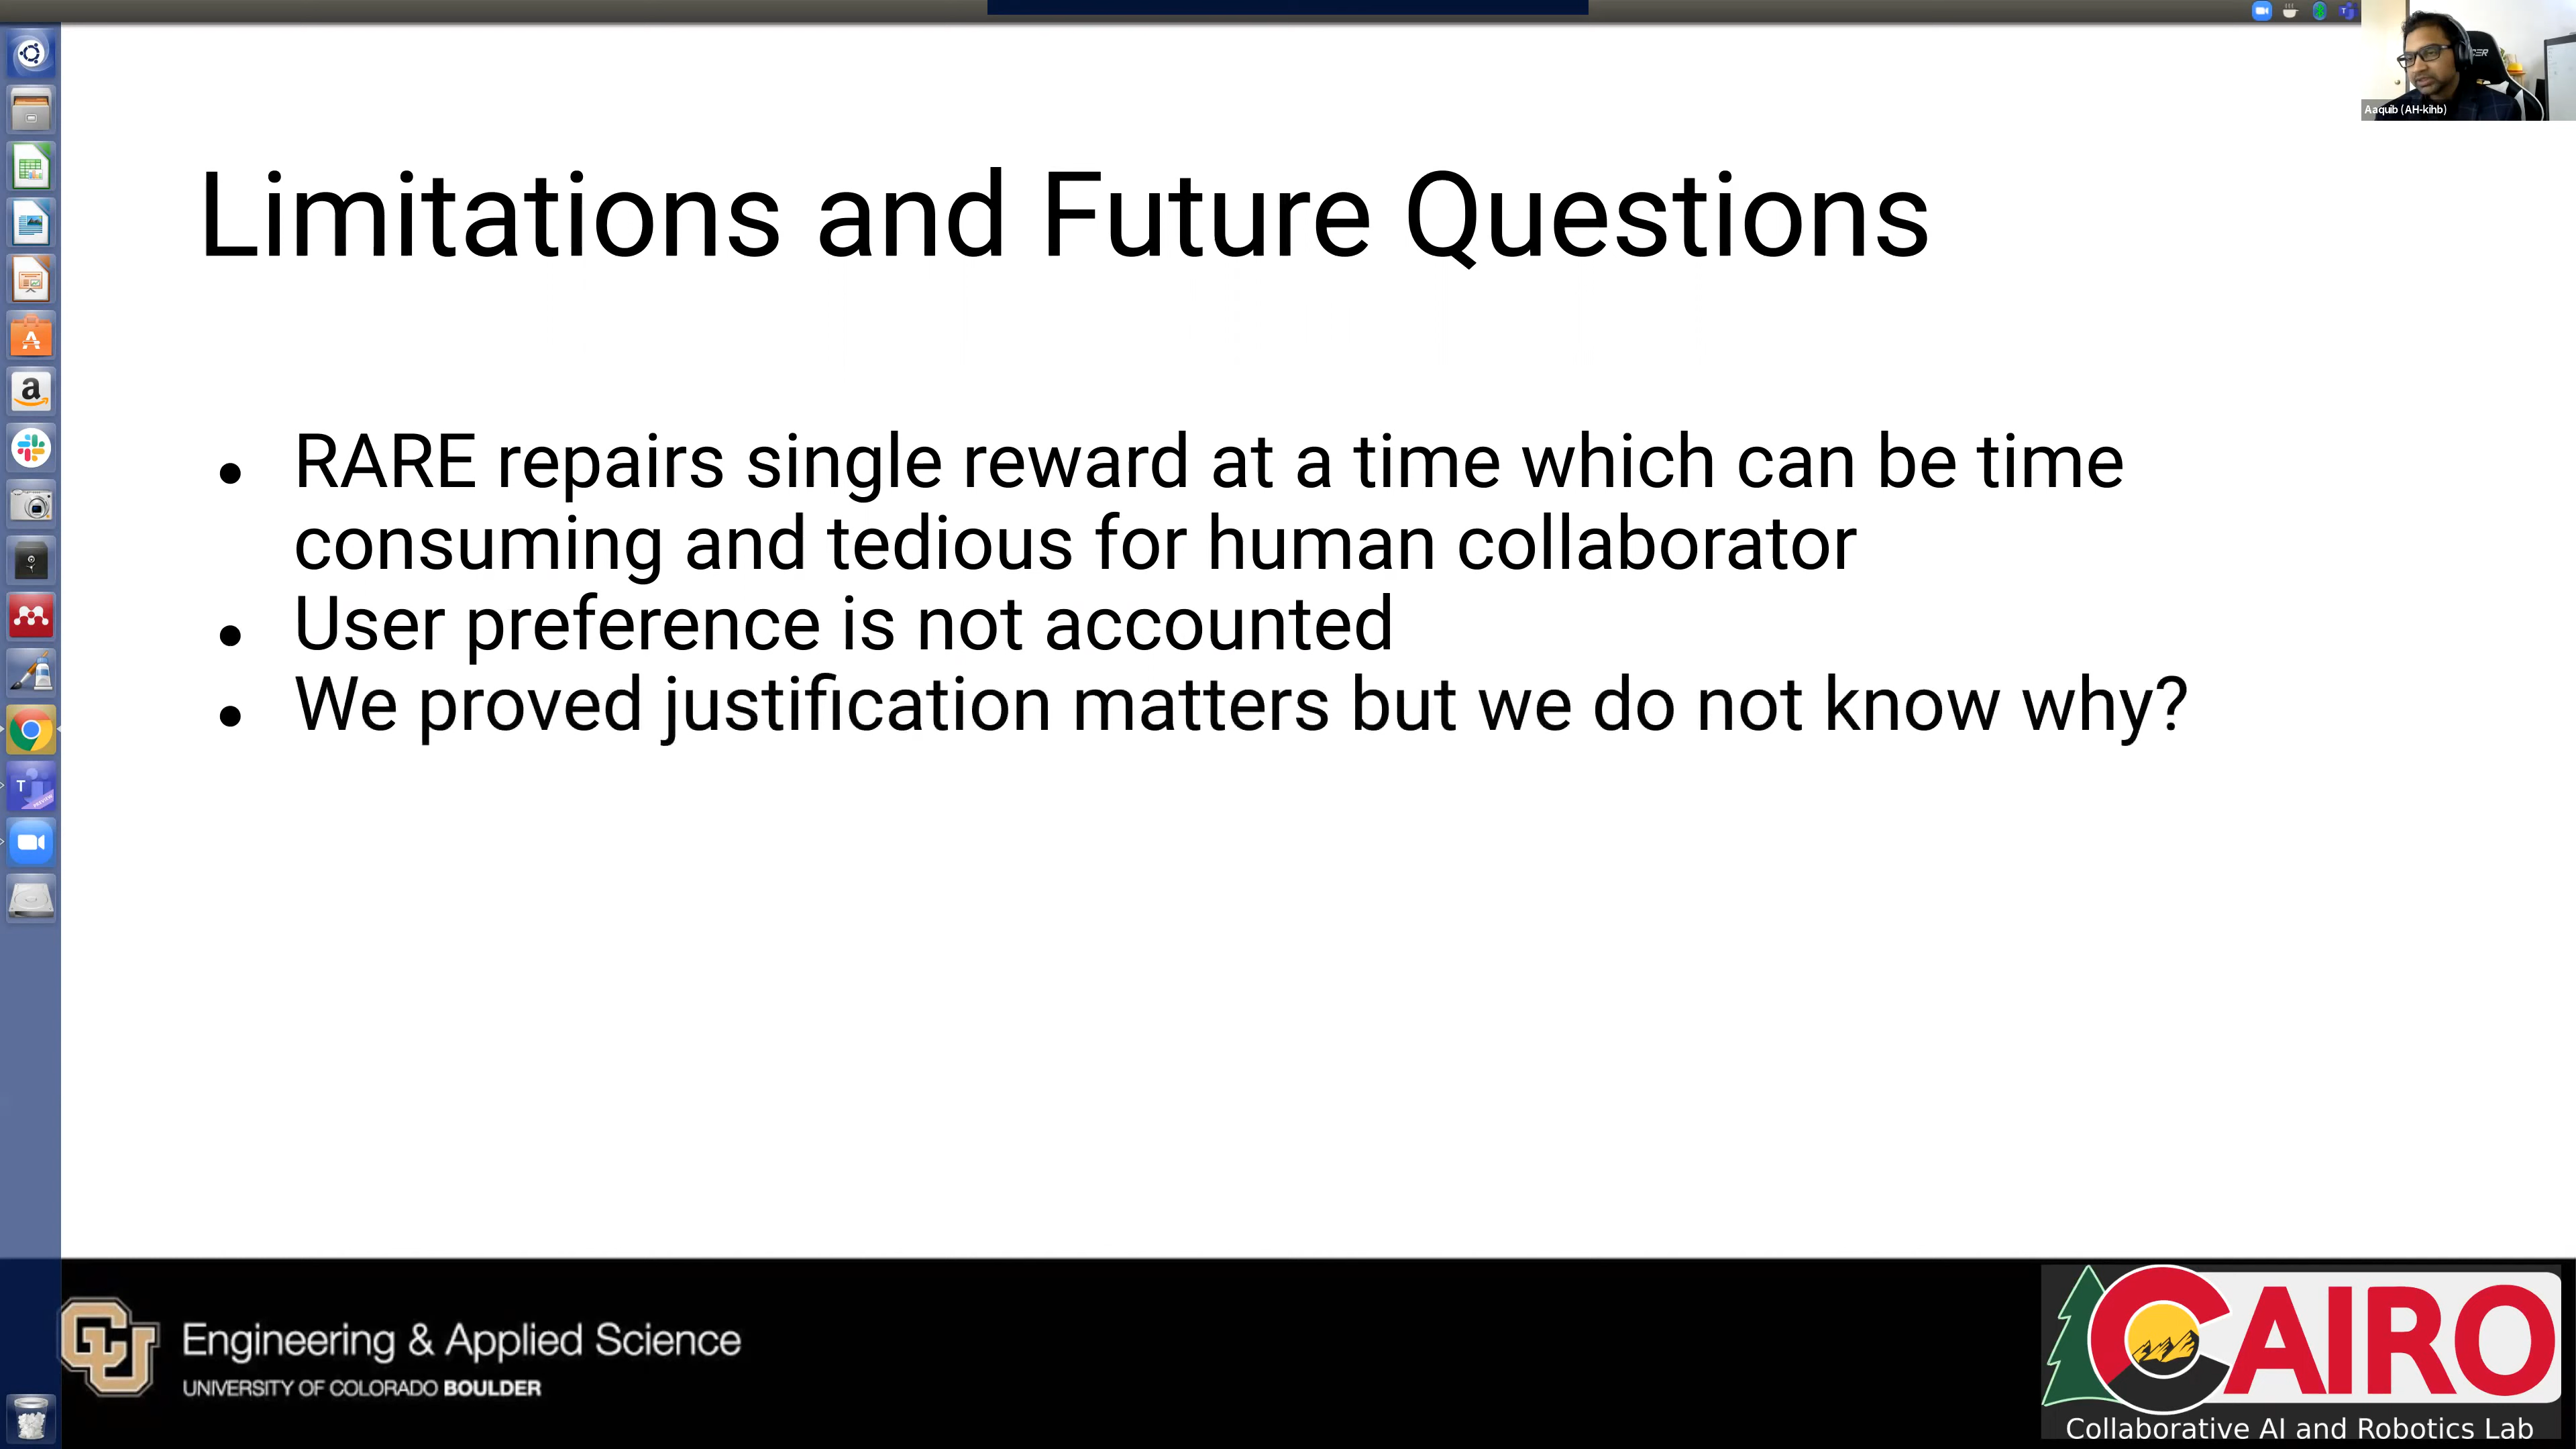 Aaquib (AH-kihb)
Limitations and Future Questions
● RARE repairs single reward at a time which can be time
consuming and tedious for human collaborator
● User preference is not accounted
● We proved justification matters but we do not know why?
CU
Engineering & Applied Science
UNIVERSITY OF COLORADO BOULDER
CAIRO
Collaborative AI and Robotics Lab